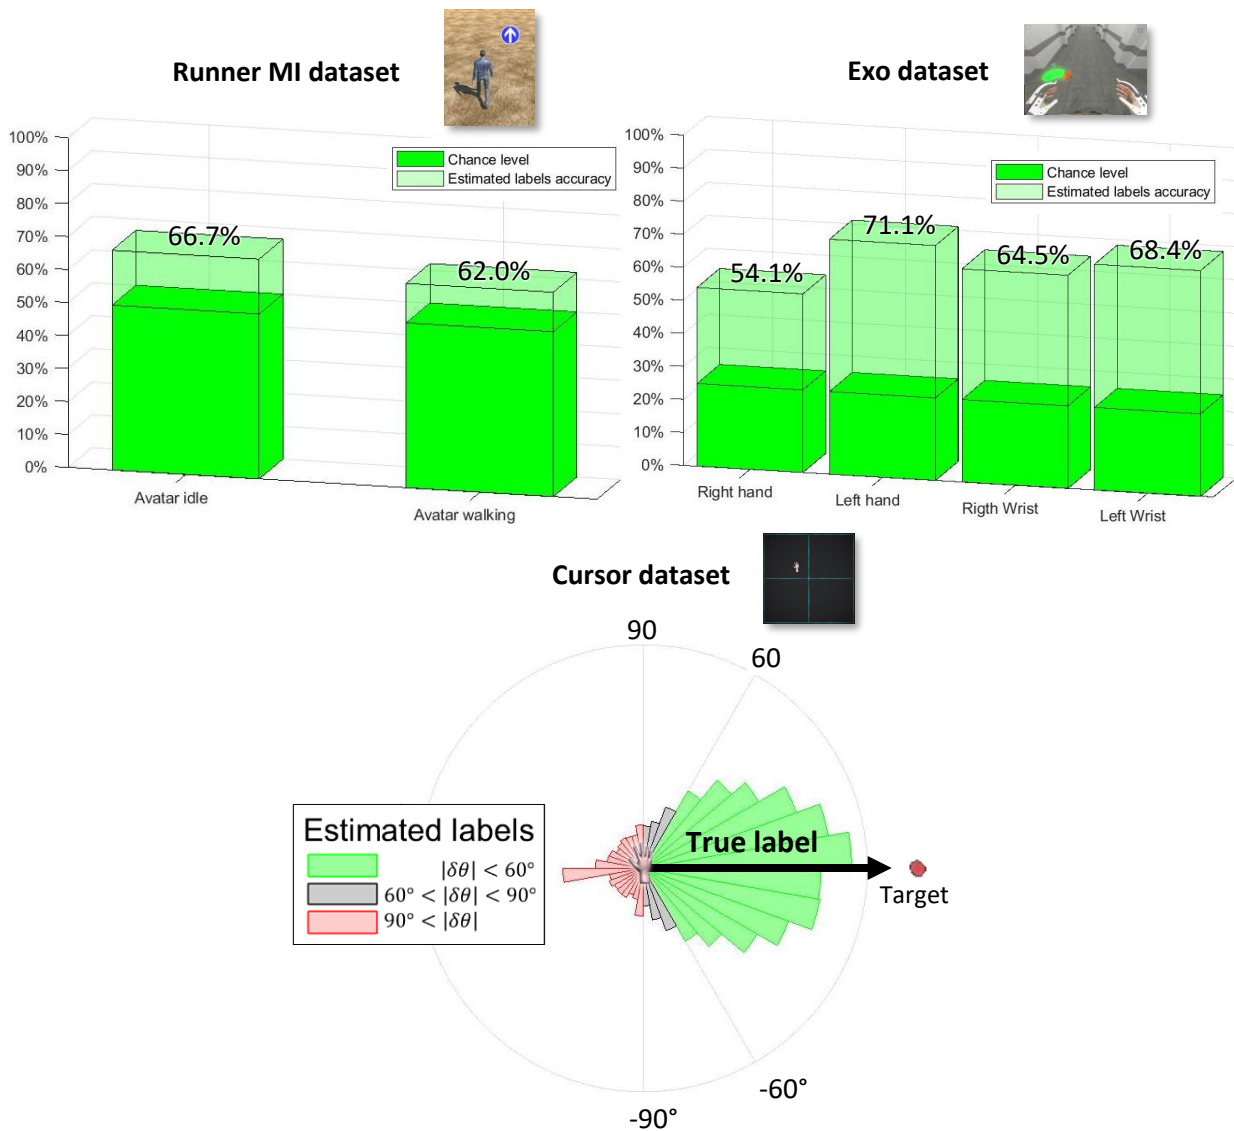 Runner MI dataset
100%
90%
80%
70%
60%
50%
40%
30%
20%
10%
0%
Chance level
Estimated labels accuracy
66.7%
62.0%
Avatar idle
Avatar walking
Exo dataset
100%
90%
80%
70%
60%
50%
40%
30%
20%
10%
0%
Chance level
Estimated labels accuracy
54.1%
71.1%
64.5%
68.4%
Right hand
Left hand
Rigth Wrist
Left Wrist
Cursor dataset
90
60
Estimated labels
|δθ| < 60°
60° < |δθ| < 90°
90° < |δθ|
True label
Target
-60°
-90°